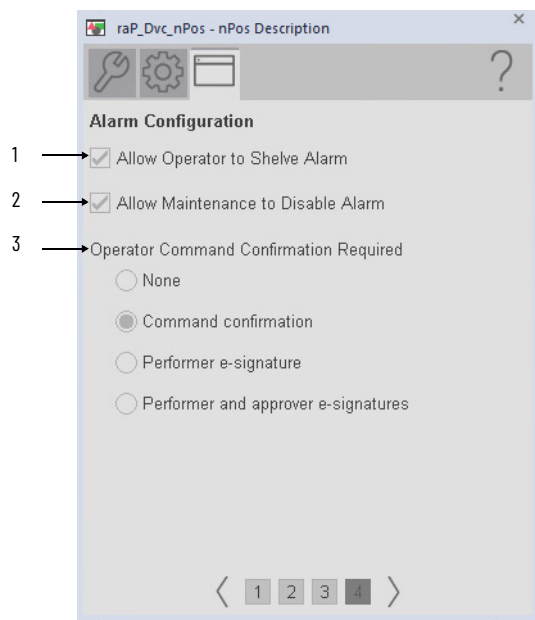 raP_Dvc_nPos - nPos Description
×
?
Alarm Configuration
1
Allow Operator to Shelve Alarm
2
Allow Maintenance to Disable Alarm
3
Operator Command Confirmation Required
None
Command confirmation
Performer e-signature
Performer and approver e-signatures
1 2 3 4